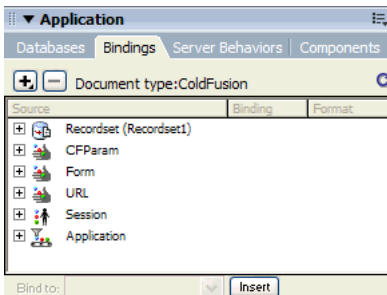 Application
Databases Bindings Server Behaviors Components
Document type:ColdFusion
Source Binding Format
Recordset (Recordset1)
CFParam
Form
URL
Session
Application
Bind to: Insert